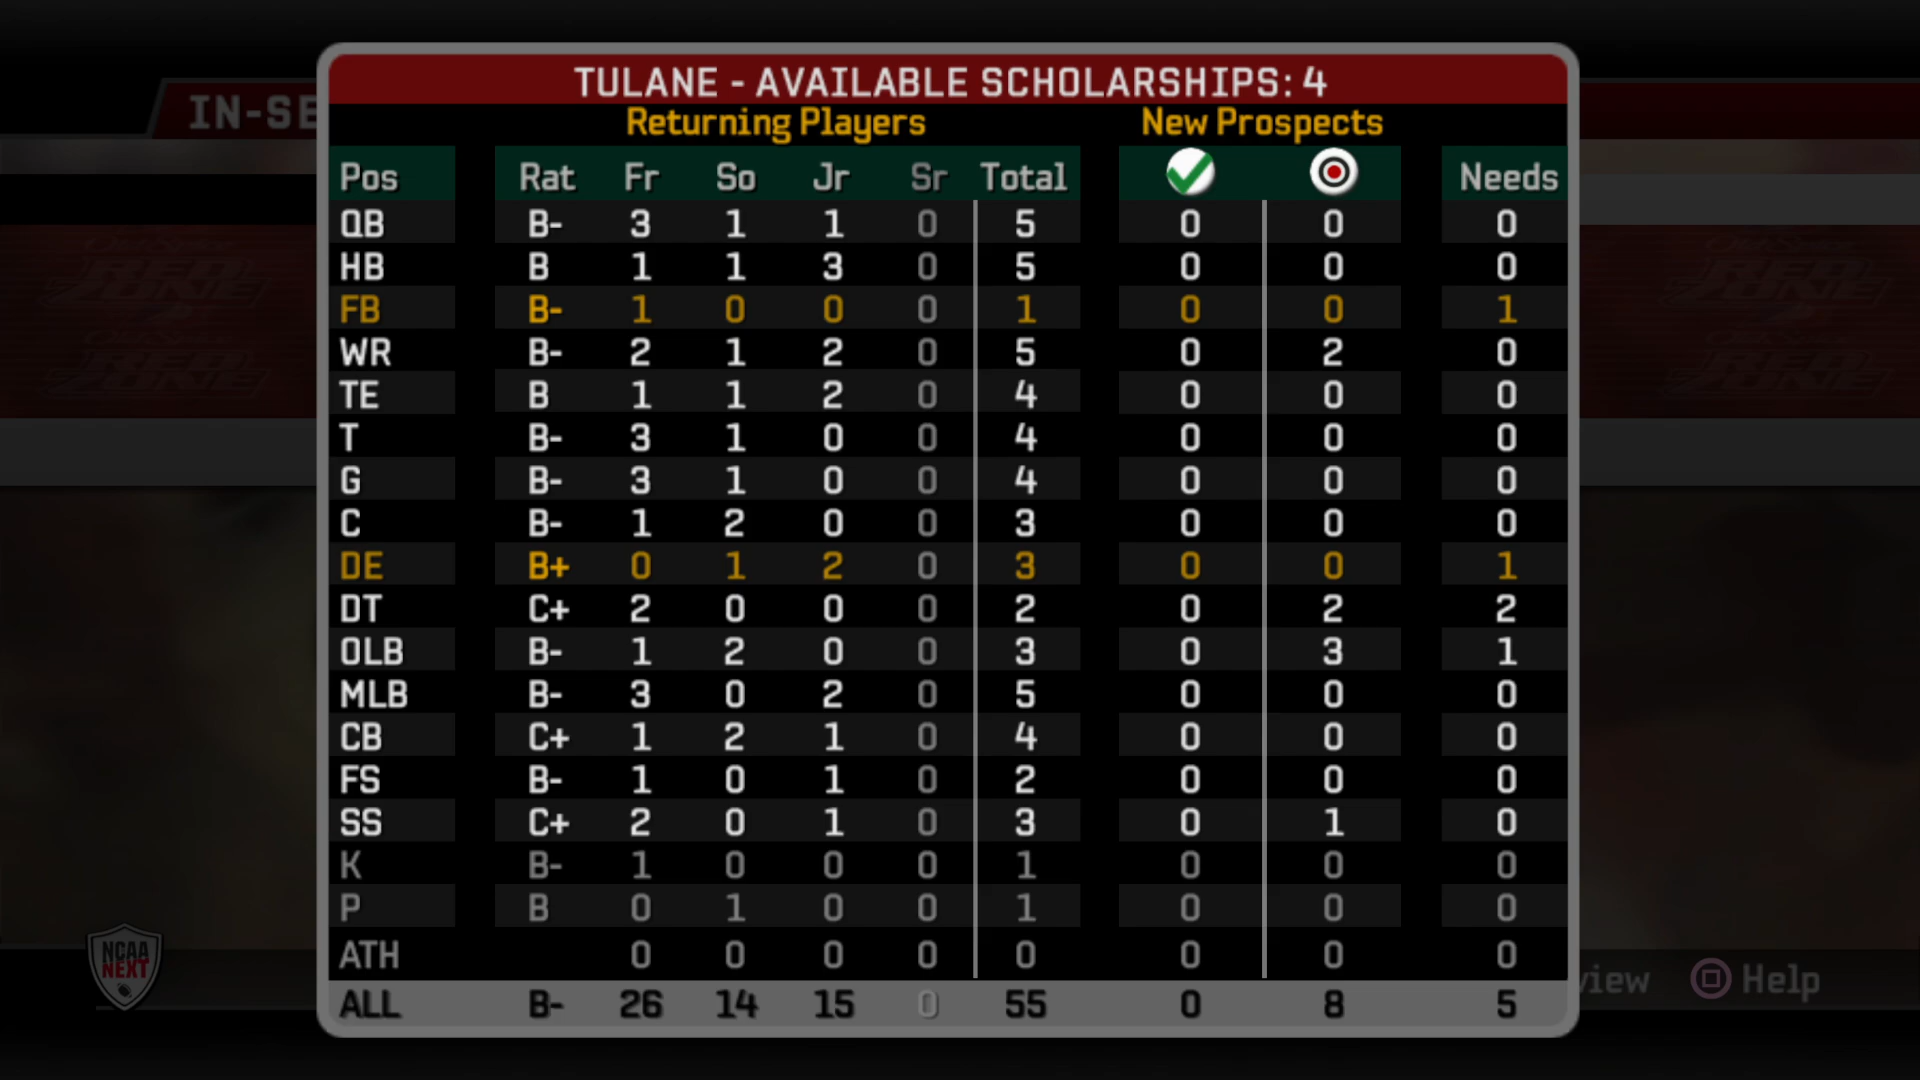 TULANE - AVAILABLE SCHOLARSHIPS: 4
IN-SE
Returning Players New Prospects
Pos Rat Fr So Jr Sr Total Needs
QB B- 3 1 1 0 5 0 0 0
HB B 1 1 3 0 5 0 0 0
FB B- 1 0 0 0 1 0 0 1
WR B- 2 1 2 0 5 0 2 0
TE B 1 1 2 0 4 0 0 0
T B- 3 1 0 0 4 0 0 0
G B- 3 1 0 0 4 0 0 0
C B- 1 2 0 0 3 0 0 0
DE B+ 0 1 2 0 3 0 0 1
DT C+ 2 0 0 0 2 0 2 2
OLB B- 1 2 0 0 3 0 3 1
MLB B- 3 0 2 0 5 0 0 0
CB C+ 1 2 1 0 4 0 0 0
FS B- 1 0 1 0 2 0 0 0
SS C+ 2 0 1 0 3 0 1 0
K B- 1 0 0 0 1 0 0 0
P B 0 1 0 0 1 0 0 0
ATH 0 0 0 0 0 0 0 0
ALL B- 26 14 15 0 55 0 8 5
NCAA
NEXT
view Help